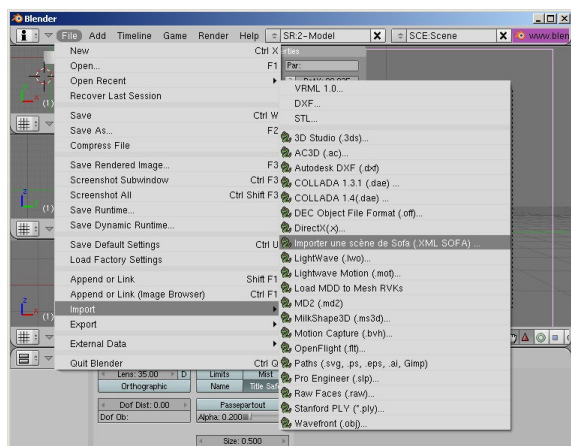 Blender
File Add Timeline Game Render Help SR:2-Model SCE:Scene www.blen
New Ctrl X
Open... F1
Open Recent
Recover Last Session
Save Ctrl W
Save As... F2
Compress File
Save Rendered Image... F3
Screenshot Subwindow Ctrl F3
Screenshot All Ctrl Shift F3
Save Runtime...
Save Dynamic Runtime...
Save Default Settings Ctrl U
Load Factory Settings
Append or Link Shift F1
Append or Link (Image Browser) Ctrl F1
Import
Export
External Data
Quit Blender Ctrl Q
Par:
VRML 1.0...
DXF...
STL...
3D Studio (.3ds)...
AC3D (.ac)...
Autodesk DXF (.dxf)
COLLADA 1.3.1 (.dae) ...
COLLADA 1.4(.dae) ...
DEC Object File Format (.off)...
DirectX(.x)...
Importer une scène de Sofa (.XML SOFA) ...
LightWave (.lwo)...
Lightwave Motion (.mot)...
Load MDD to Mesh RVKs
MD2 (.md2)
MilkShape3D (.ms3d)...
Motion Capture (.bvh)...
OpenFlight (.flt)...
Paths (.svg, .ps, .eps, .ai, Gimp)
Pro Engineer (.slp)...
Raw Faces (.raw)...
Stanford PLY (*.ply)...
Wavefront (.obj)...
(1)
z
(1)
z
x
(1)
Lens: 35.00 D Limits Mist
Orthographic Name Title Safe
Dof Dist: 0.00 Passepartout
Dof Ob: Alpha: 0.200
Size: 0.500